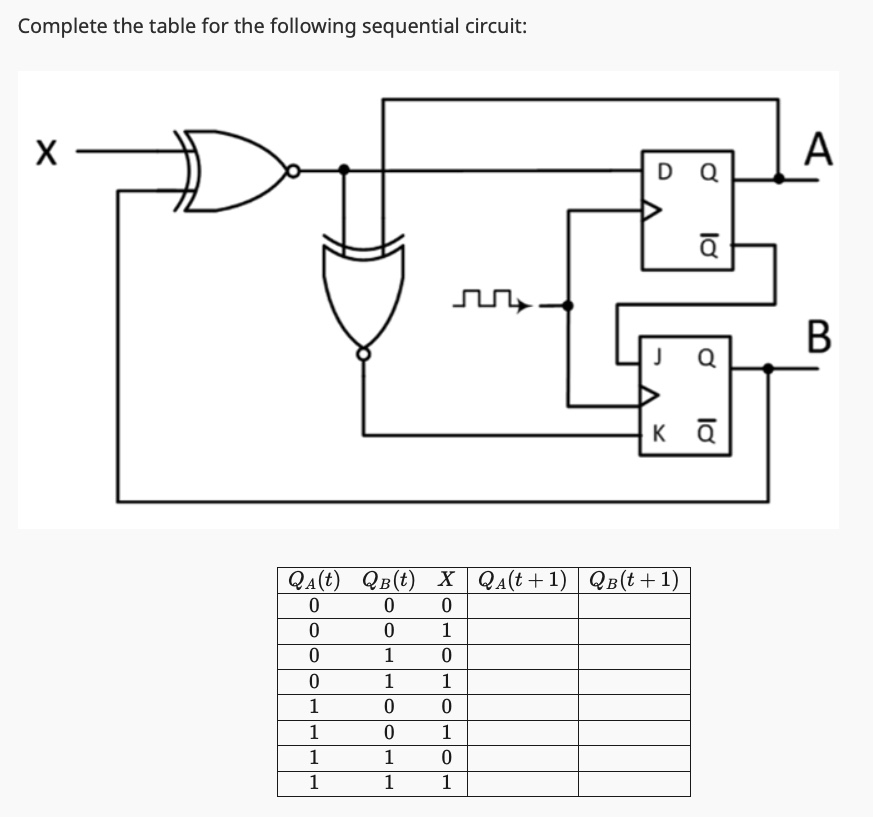 Complete the table for the following sequential circuit:
X
A
D Q
Q̅
B
J Q
K Q̅
Q_A(t) Q_B(t) X Q_A(t + 1) Q_B(t + 1)
0 0 0
0 0 1
0 1 0
0 1 1
1 0 0
1 0 1
1 1 0
1 1 1